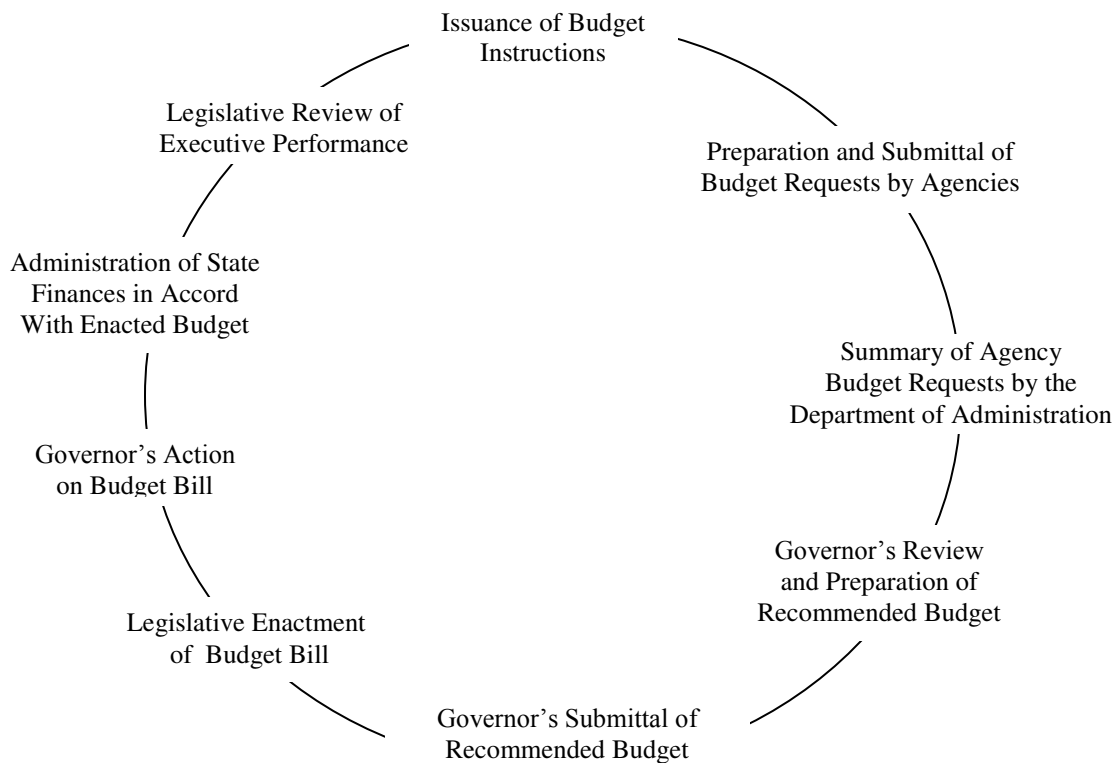 Issuance of Budget
Instructions
Preparation and Submittal of
Budget Requests by Agencies
Summary of Agency
Budget Requests by the
Department of Administration
Governor's Review
and Preparation of
Recommended Budget
Governor's Submittal of
Recommended Budget
Legislative Enactment
of Budget Bill
Governor's Action
on Budget Bill
Administration of State
Finances in Accord
With Enacted Budget
Legislative Review of
Executive Performance